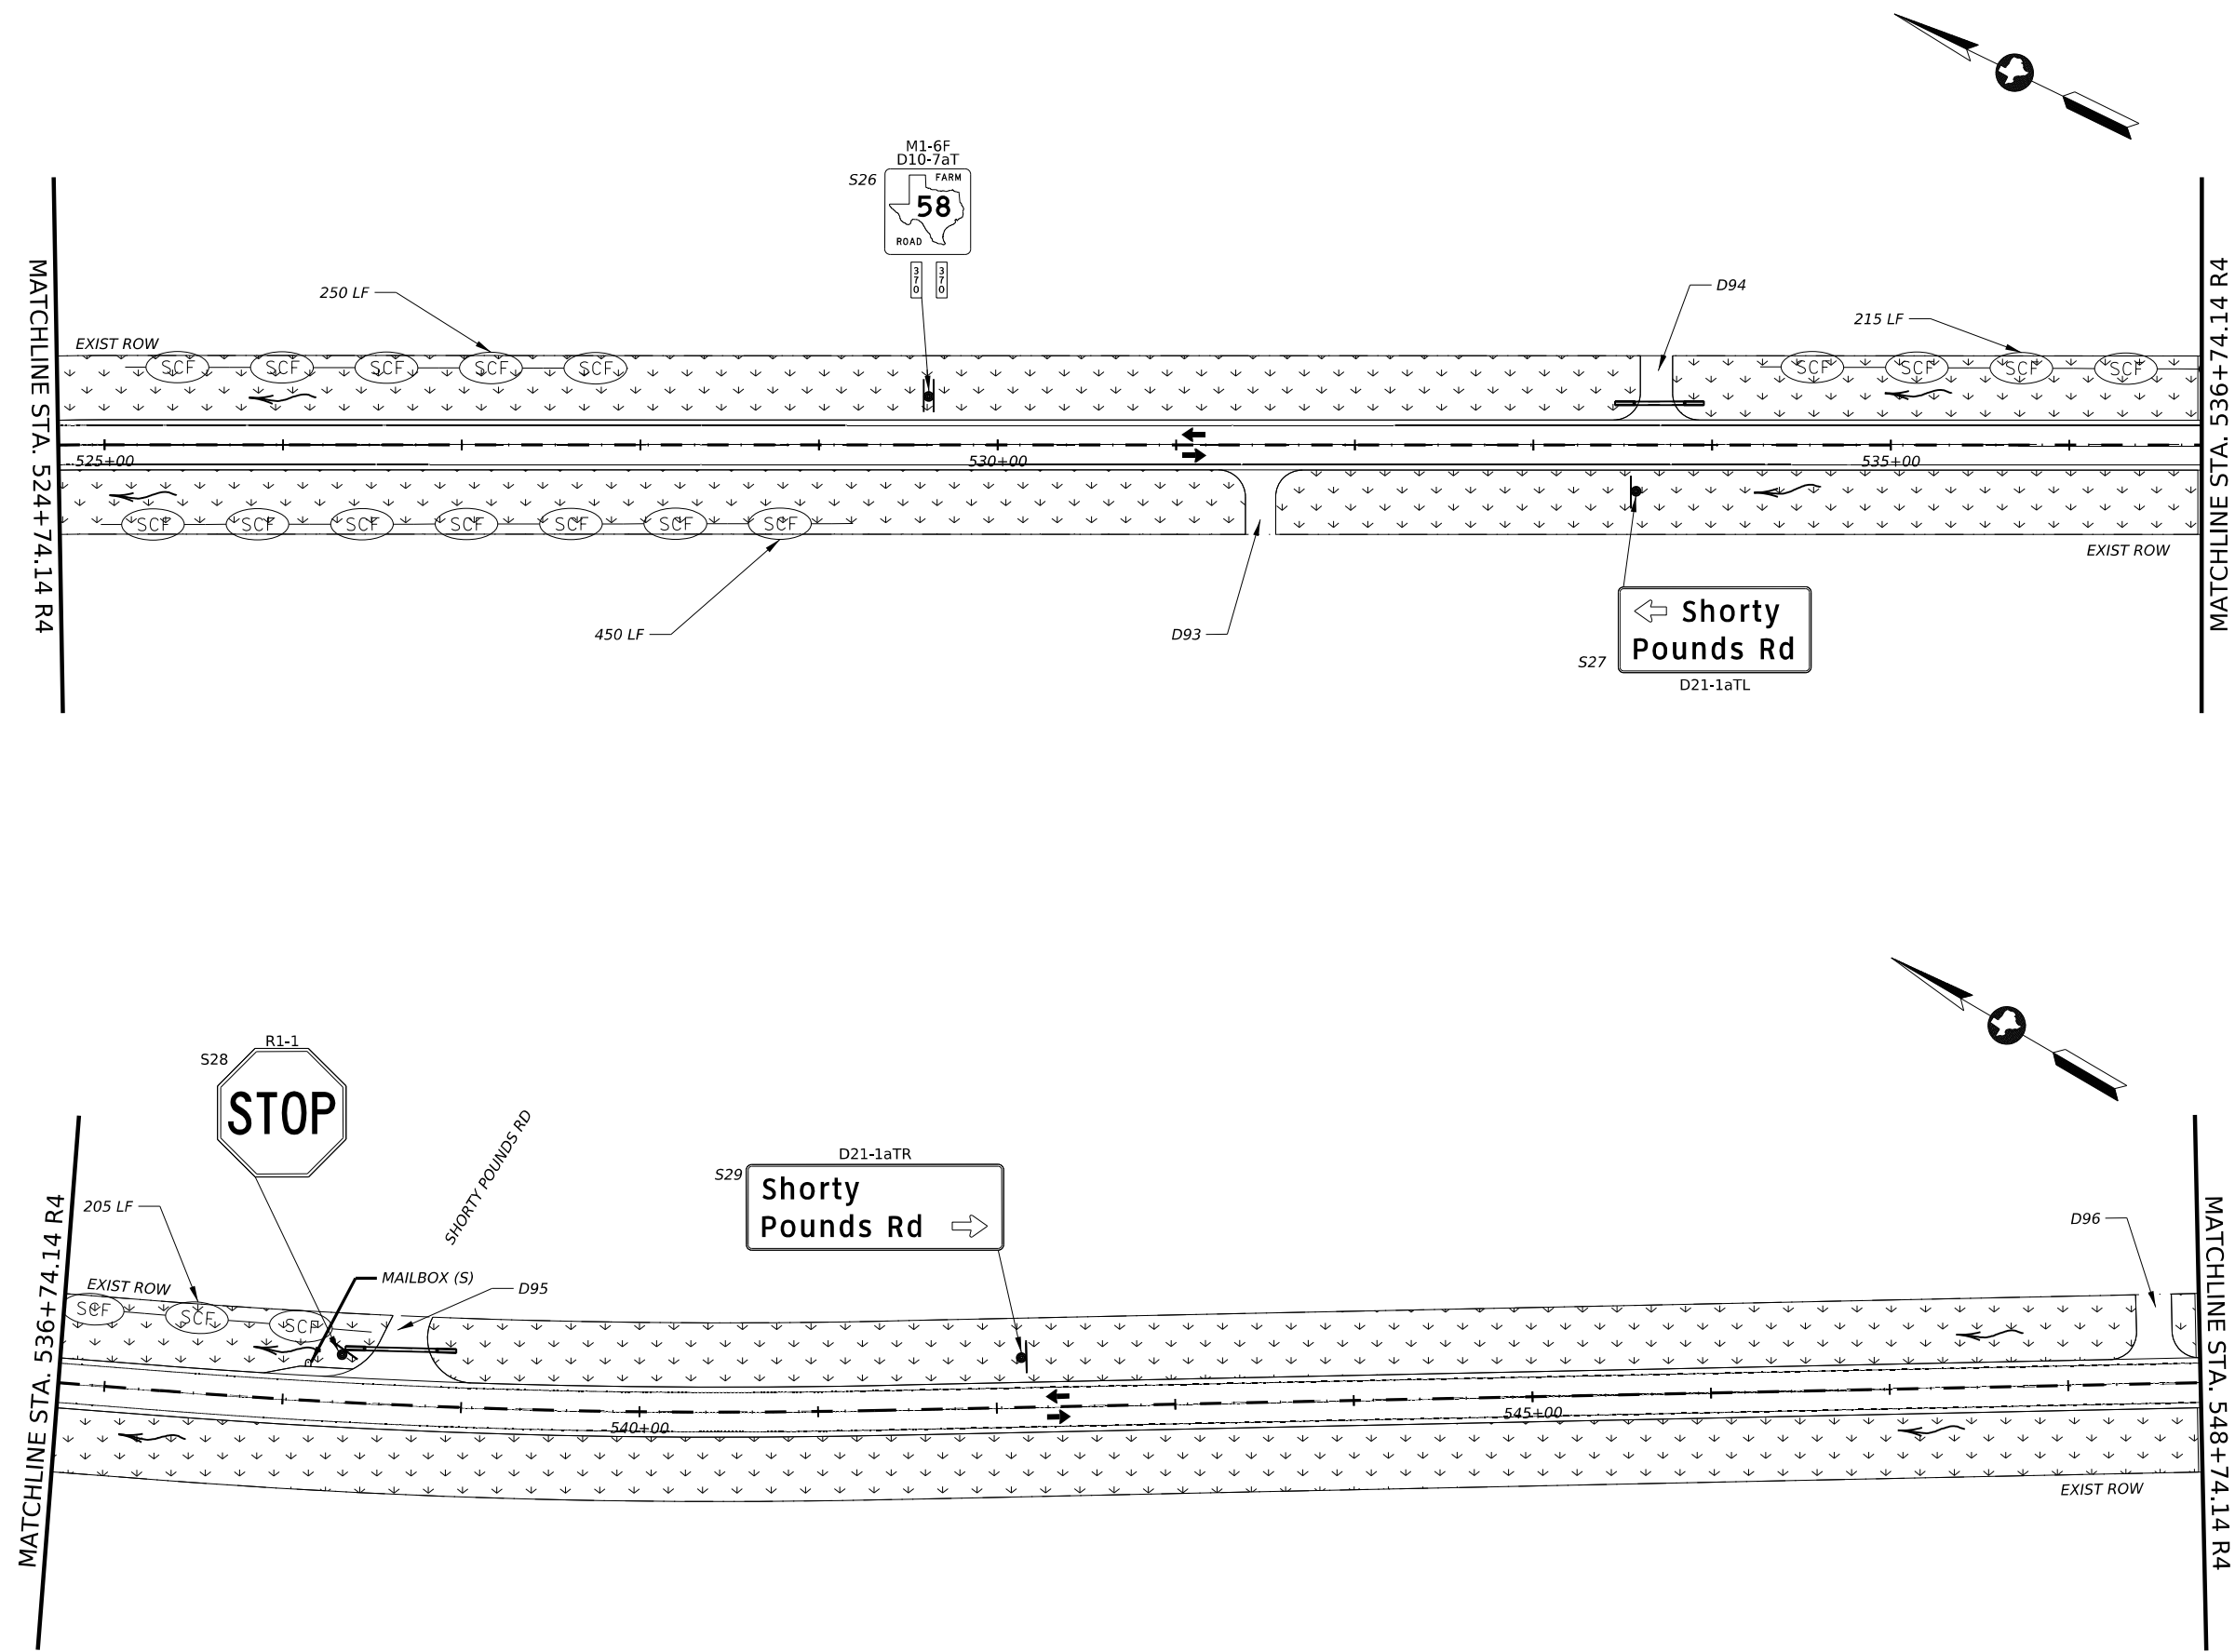 M1-6F
D10-7aT
S26
FARM
58
ROAD
370
370
250 LF
D94
215 LF
EXIST ROW
SCF
SCF
SCF
SCF
SCF
SCF
SCF
SCF
SCF
MATCHLINE STA. 524+74.14 R4
MATCHLINE STA. 536+74.14 R4
525+00
530+00
535+00
SCF
SCF
SCF
SCF
SCF
SCF
SCF
EXIST ROW
450 LF
D93
Shorty
Pounds Rd
S27
D21-1aTL
R1-1
S28
STOP
SHORTY POUNDS RD
D21-1aTR
S29
Shorty
Pounds Rd
205 LF
D96
MAILBOX (S)
D95
EXIST ROW
SCF
SCF
SCF
MATCHLINE STA. 536+74.14 R4
MATCHLINE STA. 548+74.14 R4
540+00
545+00
EXIST ROW